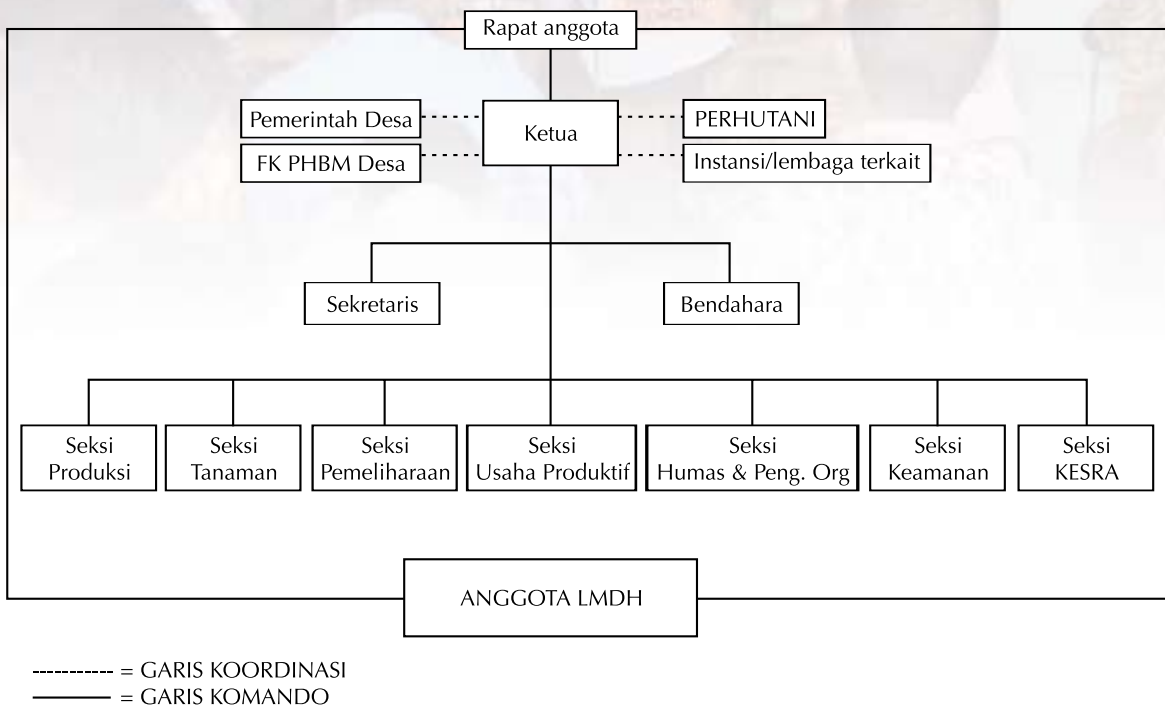 Rapat anggota
Pemerintah Desa
Ketua
PERHUTANI
FK PHBM Desa
Instansi/lembaga terkait
Sekretaris
Bendahara
Seksi
Produksi
Seksi
Tanaman
Seksi
Pemeliharaan
Seksi
Usaha Produktif
Seksi
Humas & Peng. Org
Seksi
Keamanan
Seksi
KESRA
ANGGOTA LMDH
----------- = GARIS KOORDINASI
= GARIS KOMANDO